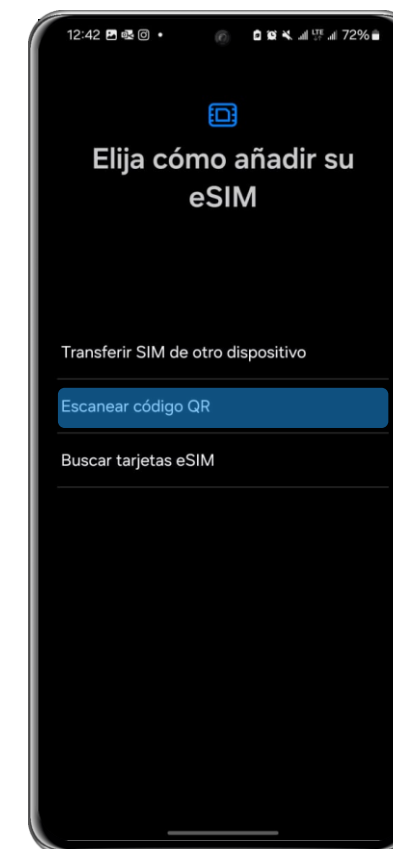 12:42 LTE 72%
Elija cómo añadir su
eSIM
Transferir SIM de otro dispositivo
Escanear código QR
Buscar tarjetas eSIM